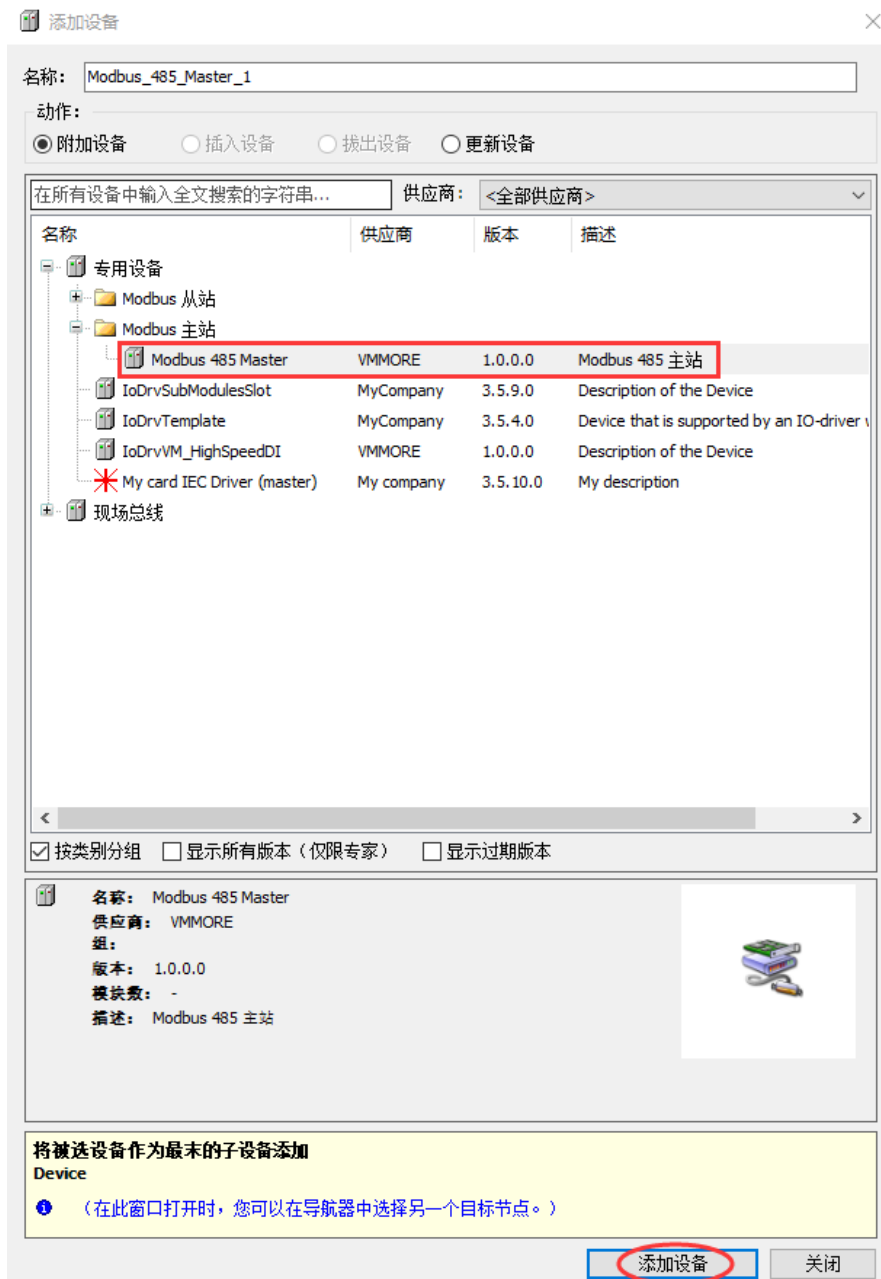 添加设备
名称： Modbus_485_Master_1
动作：
附加设备 插入设备 拔出设备 更新设备
在所有设备中输入全文搜索的字符串... 供应商： <全部供应商>
名称 供应商 版本 描述
专用设备
Modbus 从站
Modbus 主站
Modbus 485 Master VMMORE 1.0.0.0 Modbus 485 主站
IoDrvSubModulesSlot MyCompany 3.5.9.0 Description of the Device
IoDrvTemplate MyCompany 3.5.4.0 Device that is supported by an IO-driver
IoDrvVM_HighSpeedDI VMMORE 1.0.0.0 Description of the Device
My card IEC Driver (master) My company 3.5.10.0 My description
现场总线
按类别分组 显示所有版本（仅限专家） 显示过期版本
名称： Modbus 485 Master
供应商： VMMORE
组：
版本： 1.0.0.0
模块数： -
描述： Modbus 485 主站
将被选设备作为最末的子设备添加
Device
（在此窗口打开时，您可以在导航器中选择另一个目标节点。）
添加设备 关闭